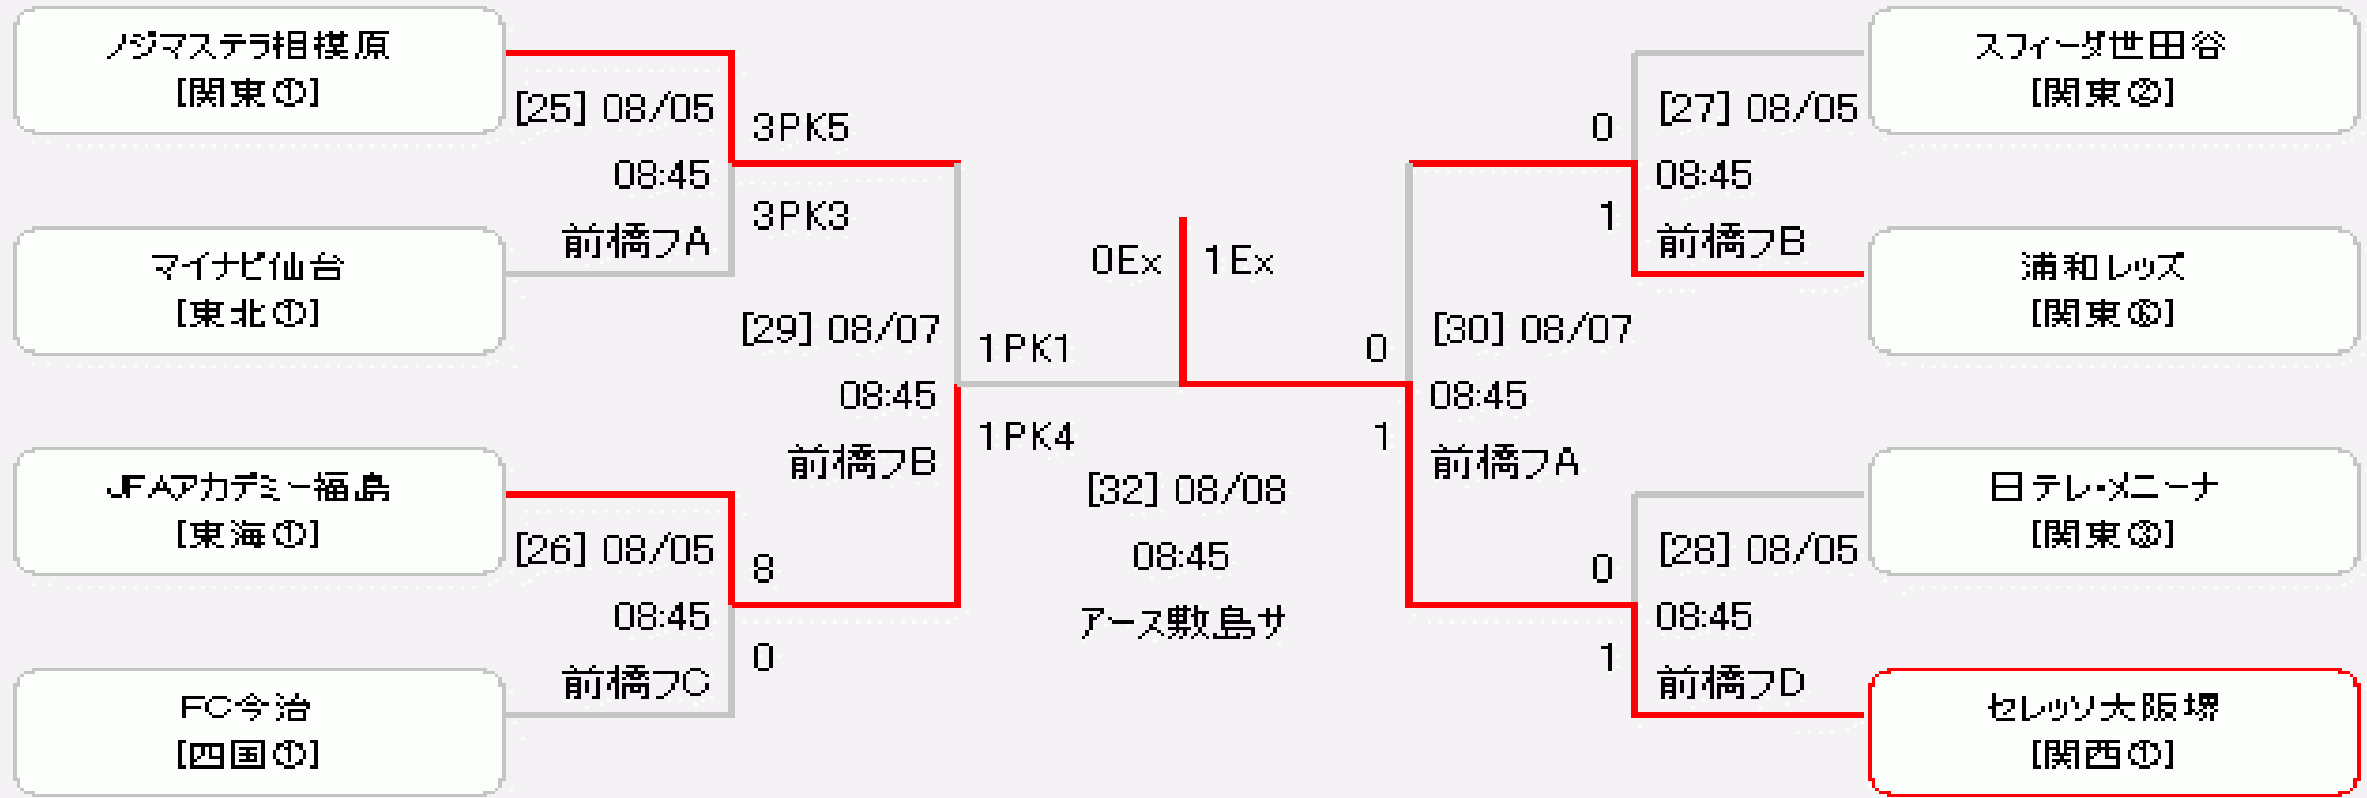 ノジマステラ相模原
[関東①]
[25] 08/05
08:45
前橋フA
3PK5
3PK3
マイナビ仙台
[東北①]
[29] 08/07
08:45
前橋フB
1PK1
1PK4
JFAアカデミー福島
[東海①]
[26] 08/05
08:45
前橋フC
8
0
FC今治
[四国①]
0Ex
1Ex
[32] 08/08
08:45
アース敷島サ
スフィーダ世田谷
[関東②]
[27] 08/05
08:45
前橋フB
0
1
浦和レッズ
[関東⑥]
[30] 08/07
08:45
前橋フA
0
1
日テレ・メニーナ
[関東③]
[28] 08/05
08:45
前橋フD
0
1
セレッソ大阪堺
[関西①]